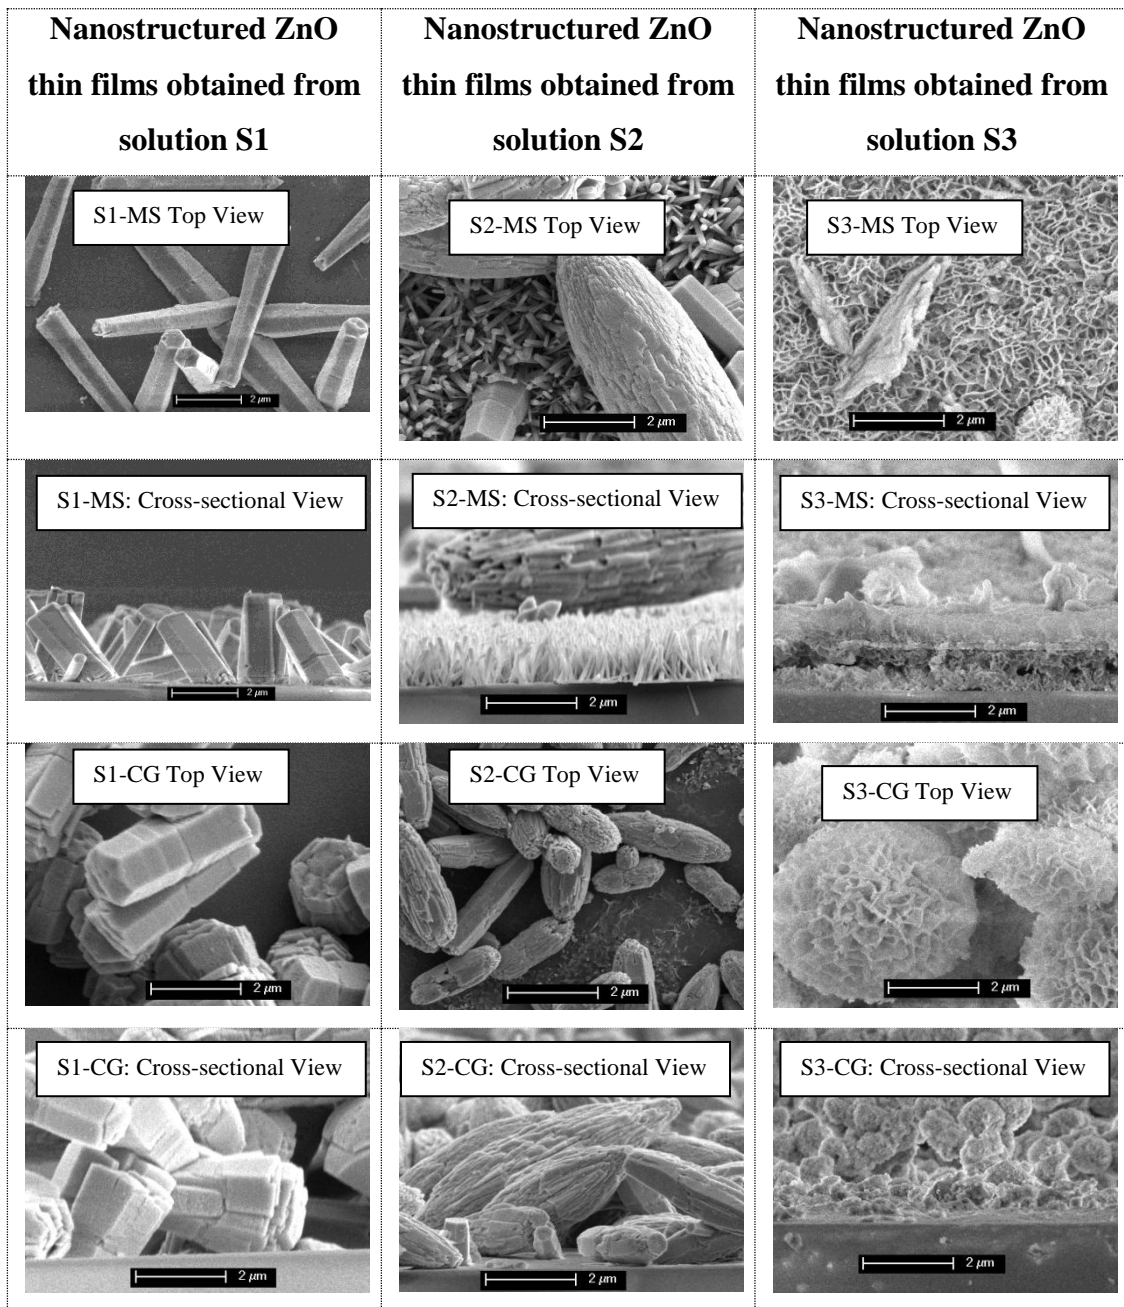 Nanostructured ZnO
thin films obtained from
solution S1
Nanostructured ZnO
thin films obtained from
solution S2
Nanostructured ZnO
thin films obtained from
solution S3
S1-MS Top View
2 µm
S2-MS Top View
2 µm
S3-MS Top View
2 µm
S1-MS: Cross-sectional View
2 µm
S2-MS: Cross-sectional View
2 µm
S3-MS: Cross-sectional View
2 µm
S1-CG Top View
2 µm
S2-CG Top View
2 µm
S3-CG Top View
2 µm
S1-CG: Cross-sectional View
2 µm
S2-CG: Cross-sectional View
2 µm
S3-CG: Cross-sectional View
2 µm